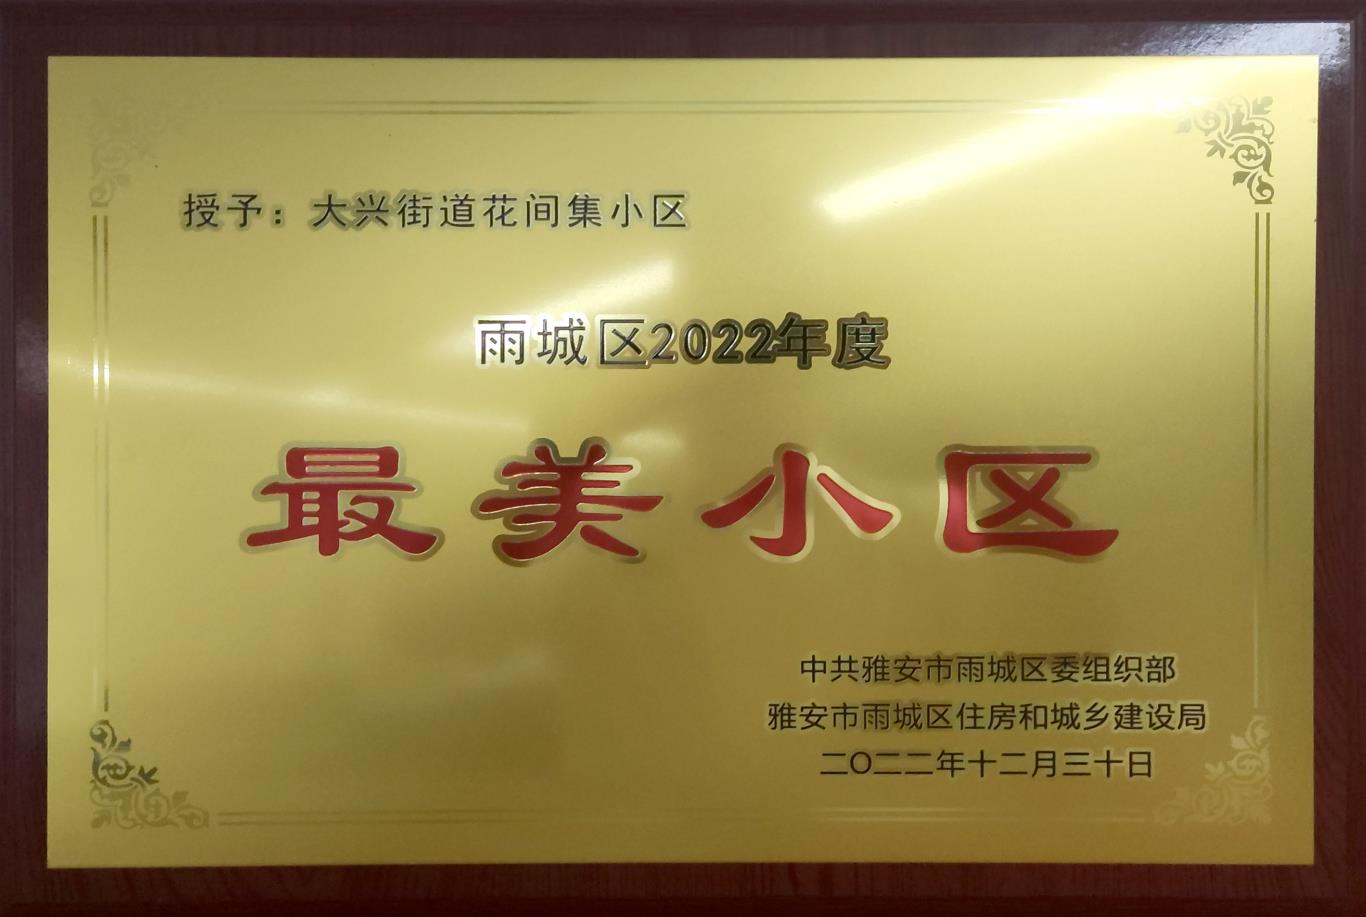 授予：大兴街道花间集小区
雨城区2022年度
最美小区
中共雅安市雨城区委组织部
雅安市雨城区住房和城乡建设局
二〇二二年十二月三十日